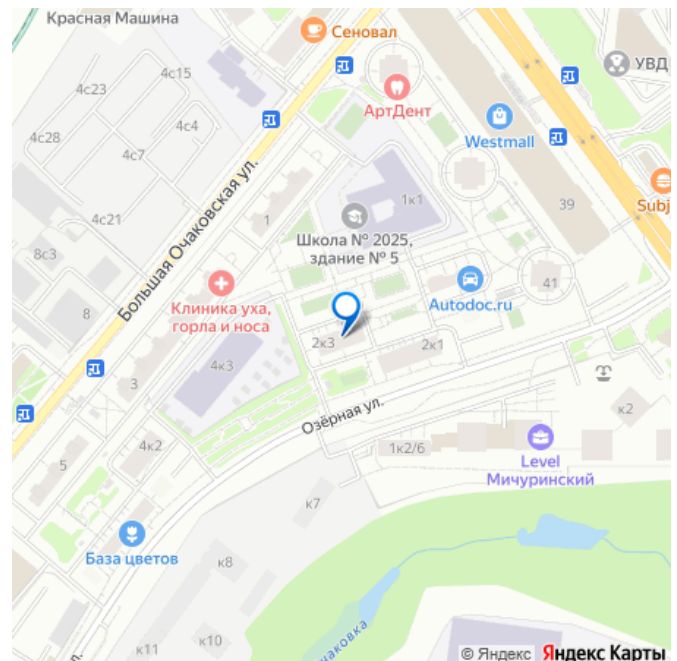 Красная Машина
Сеновал
УВД
4с15
4с23
АртДент
4с4
4с28
Westmall
4с7
1к1
39
Subj
4с21
1
Школа № 2025,
здание № 5
Большая Очаковская ул.
8с3
41
Autodoc.ru
Клиника уха,
горла и носа
8
2к3
2к1
4к3
3
Озёрная ул.
к2
4к2
1к2/6
5
Level
Мичуринский
к7
База цветов
к8
к10
к11
чаковка
ул.
© Яндекс Яндекс Карты